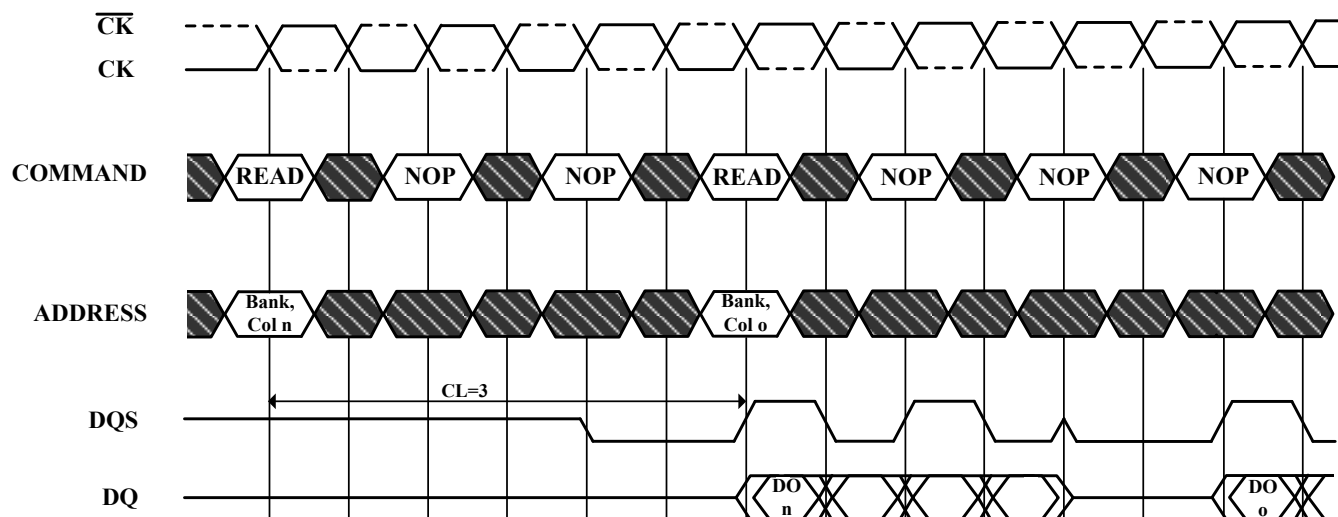 CK
CK
COMMAND
READ
NOP
NOP
READ
NOP
NOP
NOP
ADDRESS
Bank,
Col n
Bank,
Col o
CL=3
DQS
DQ
DO
n
DO
o